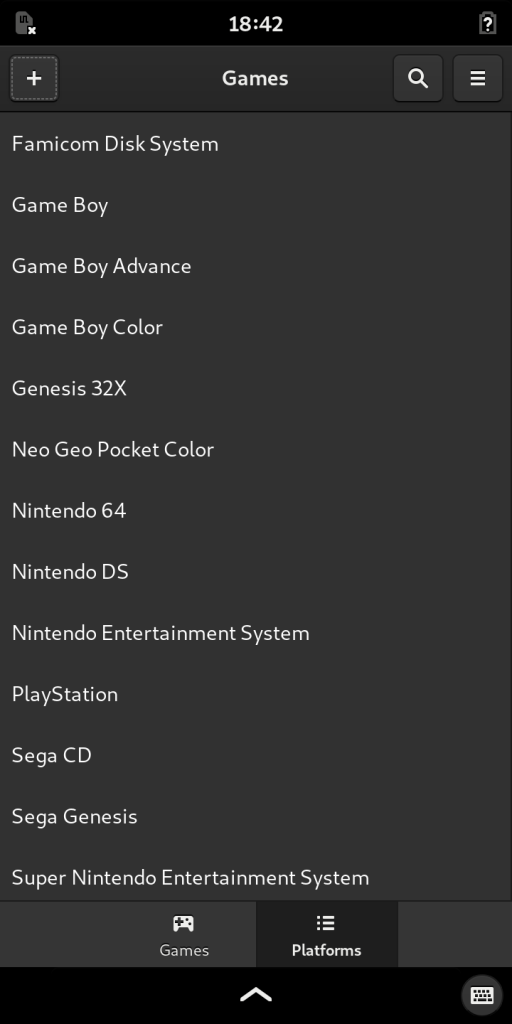 18:42
Games
Famicom Disk System
Game Boy
Game Boy Advance
Game Boy Color
Genesis 32X
Neo Geo Pocket Color
Nintendo 64
Nintendo DS
Nintendo Entertainment System
PlayStation
Sega CD
Sega Genesis
Super Nintendo Entertainment System
Games
Platforms